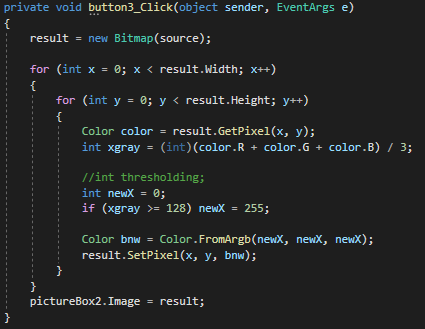 private void button3_Click(object sender, EventArgs e)
{
result = new Bitmap(source);
for (int x = 0; x < result.Width; x++)
{
for (int y = 0; y < result.Height; y++)
{
Color color = result.GetPixel(x, y);
int xgray = (int)(color.R + color.G + color.B) / 3;
//int thresholding;
int newX = 0;
if (xgray >= 128) newX = 255;
Color bnw = Color.FromArgb(newX, newX, newX);
result.SetPixel(x, y, bnw);
}
}
pictureBox2.Image = result;
}